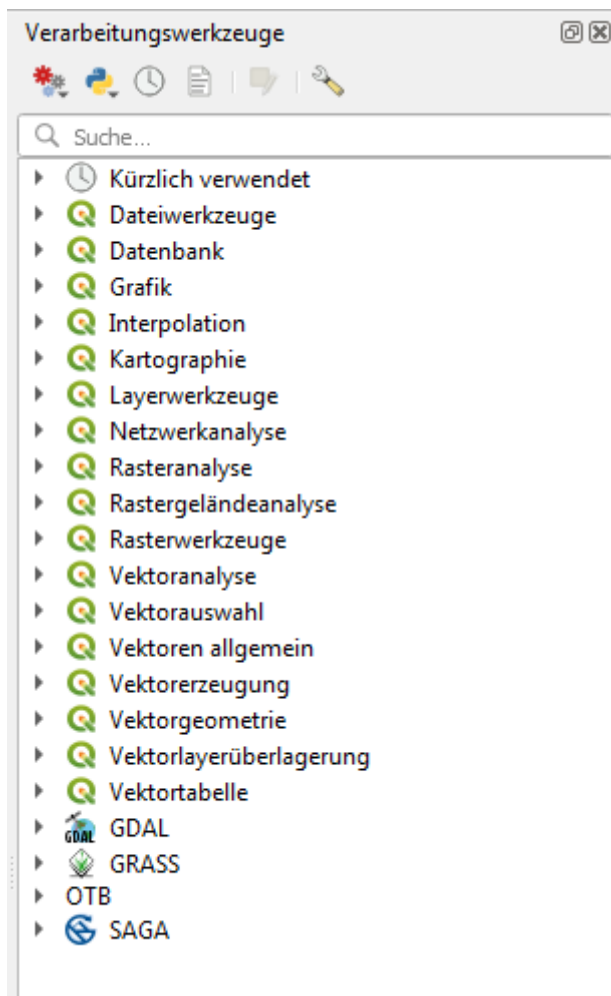 Verarbeitungswerkzeuge
Suche...
Kürzlich verwendet
Dateiwerkzeuge
Datenbank
Grafik
Interpolation
Kartographie
Layerwerkzeuge
Netzwerkanalyse
Rasteranalyse
Rastergeländeanalyse
Rasterwerkzeuge
Vektoranalyse
Vektorauswahl
Vektoren allgemein
Vektorerzeugung
Vektorgeometrie
Vektorlayerüberlagerung
Vektortabelle
GDAL GDAL
GRASS
OTB
SAGA